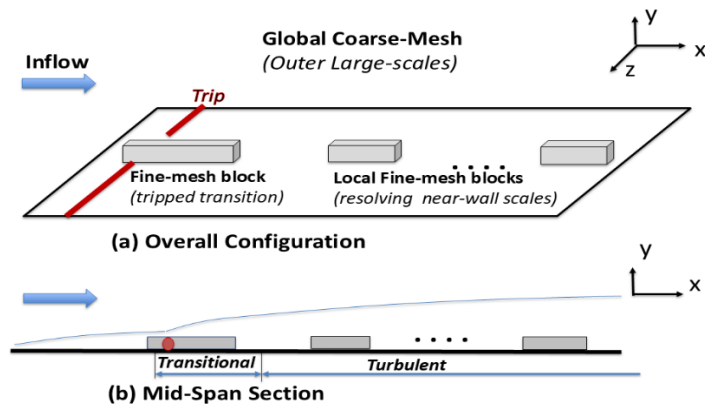 Global Coarse-Mesh
(Outer Large-scales)
Inflow
y
x
z
Trip
Fine-mesh block
(tripped transition)
Local Fine-mesh blocks
(resolving near-wall scales)
(a) Overall Configuration
y
x
Transitional
Turbulent
(b) Mid-Span Section